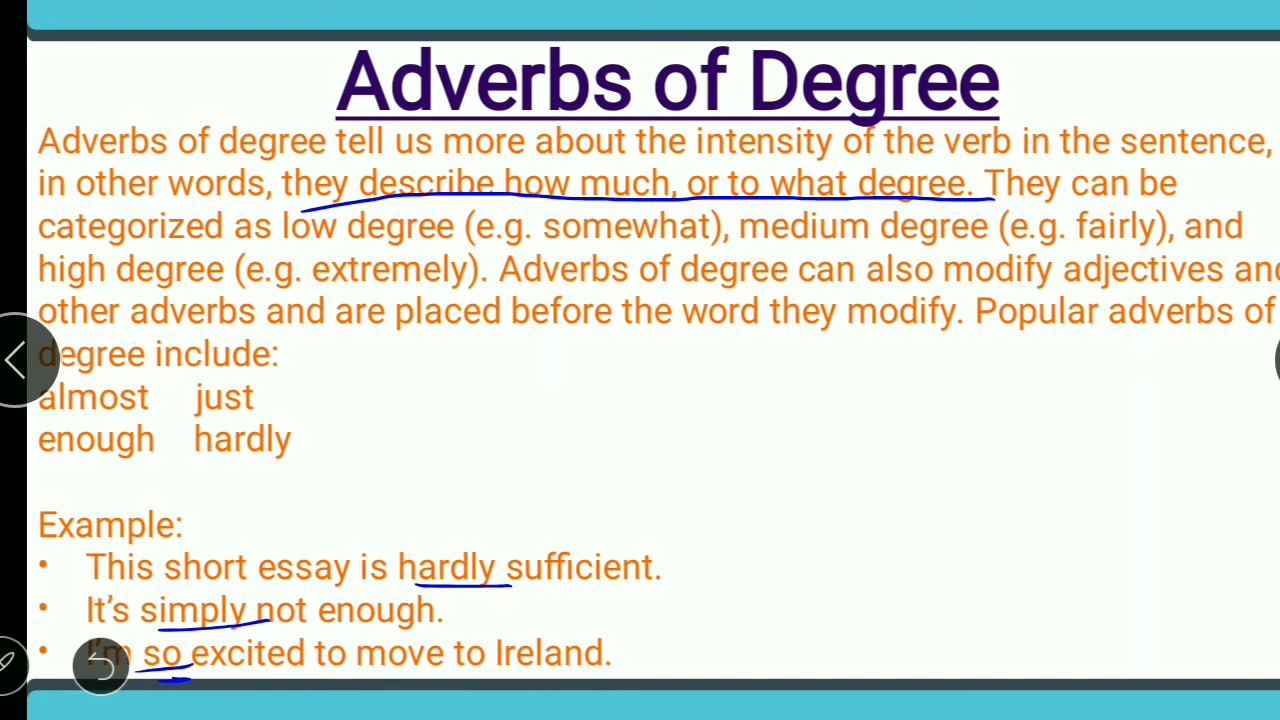 Adverbs of Degree
Adverbs of degree tell us more about the intensity of the verb in the sentence,
in other words, they describe how much, or to what degree. They can be
categorized as low degree (e.g. somewhat), medium degree (e.g. fairly), and
high degree (e.g. extremely). Adverbs of degree can also modify adjectives and
other adverbs and are placed before the word they modify. Popular adverbs of
degree include:
almost just
enough hardly
Example:
• This short essay is hardly sufficient.
• It’s simply not enough.
• I’m so excited to move to Ireland.